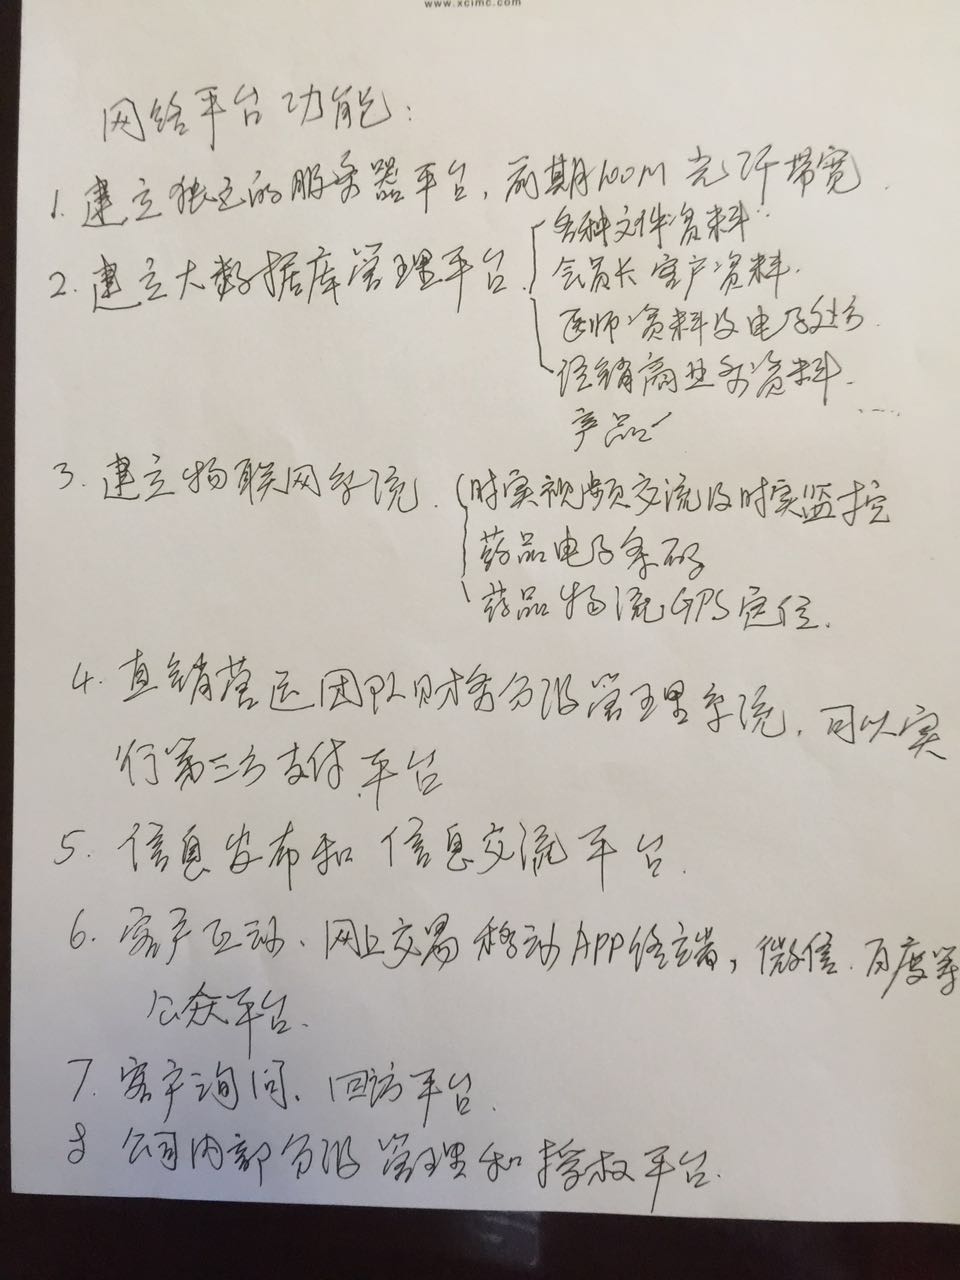 www.xcimc.com
网络平台功能:
1. 建立独立的服务器平台, 前期100M 光纤带宽.
2. 建立大数据库管理平台.
各种文件资料
会员长客户资料.
医师资料及电子处方.
经销商业务资料.
产品
3. 建立物联网系统.
时实视频交流及时实监控
药品电子条码
药品物流GPS定位.
4. 直销营运团队财务分级管理系统, 可以实
行第三方支付平台
5. 信息发布和信息交流平台.
6. 客户互动、网上交易移动APP终端, 微信.百度等
公众平台.
7. 客户询问、回访平台.
8 公司内部分级管理和授权平台.